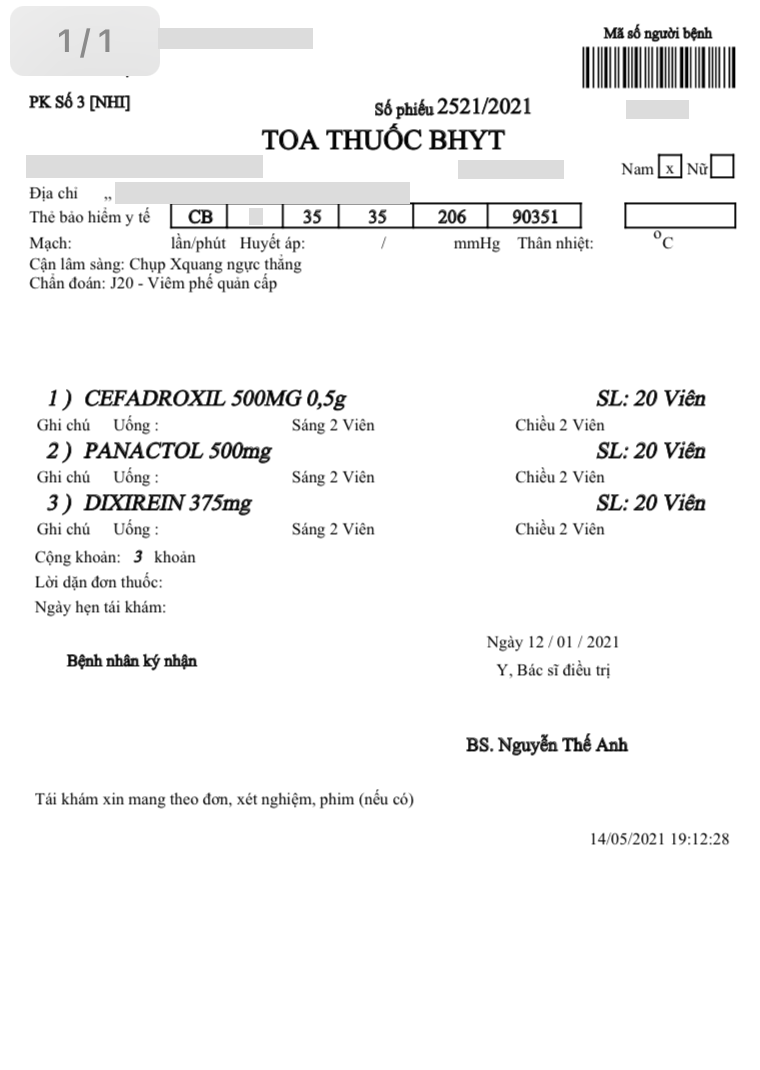 1/1
Mã số người bệnh
PK Số 3 [NHI]
Số phiếu 2521/2021
TOA THUỐC BHYT
Nam x Nữ
Địa chỉ ,,
Thẻ bảo hiểm y tế CB 35 35 206 90351
Mạch: lần/phút Huyết áp: / mmHg Thân nhiệt: °C
Cận lâm sàng: Chụp Xquang ngực thẳng
Chẩn đoán: J20 - Viêm phế quản cấp
1 ) CEFADROXIL 500MG 0,5g SL: 20 Viên
Ghi chú Uống : Sáng 2 Viên Chiều 2 Viên
2 ) PANACTOL 500mg SL: 20 Viên
Ghi chú Uống : Sáng 2 Viên Chiều 2 Viên
3 ) DIXIREIN 375mg SL: 20 Viên
Ghi chú Uống : Sáng 2 Viên Chiều 2 Viên
Cộng khoản: 3 khoản
Lời dặn đơn thuốc:
Ngày hẹn tái khám:
Ngày 12 / 01 / 2021
Bệnh nhân ký nhận
Y, Bác sĩ điều trị
BS. Nguyễn Thế Anh
Tái khám xin mang theo đơn, xét nghiệm, phim (nếu có)
14/05/2021 19:12:28